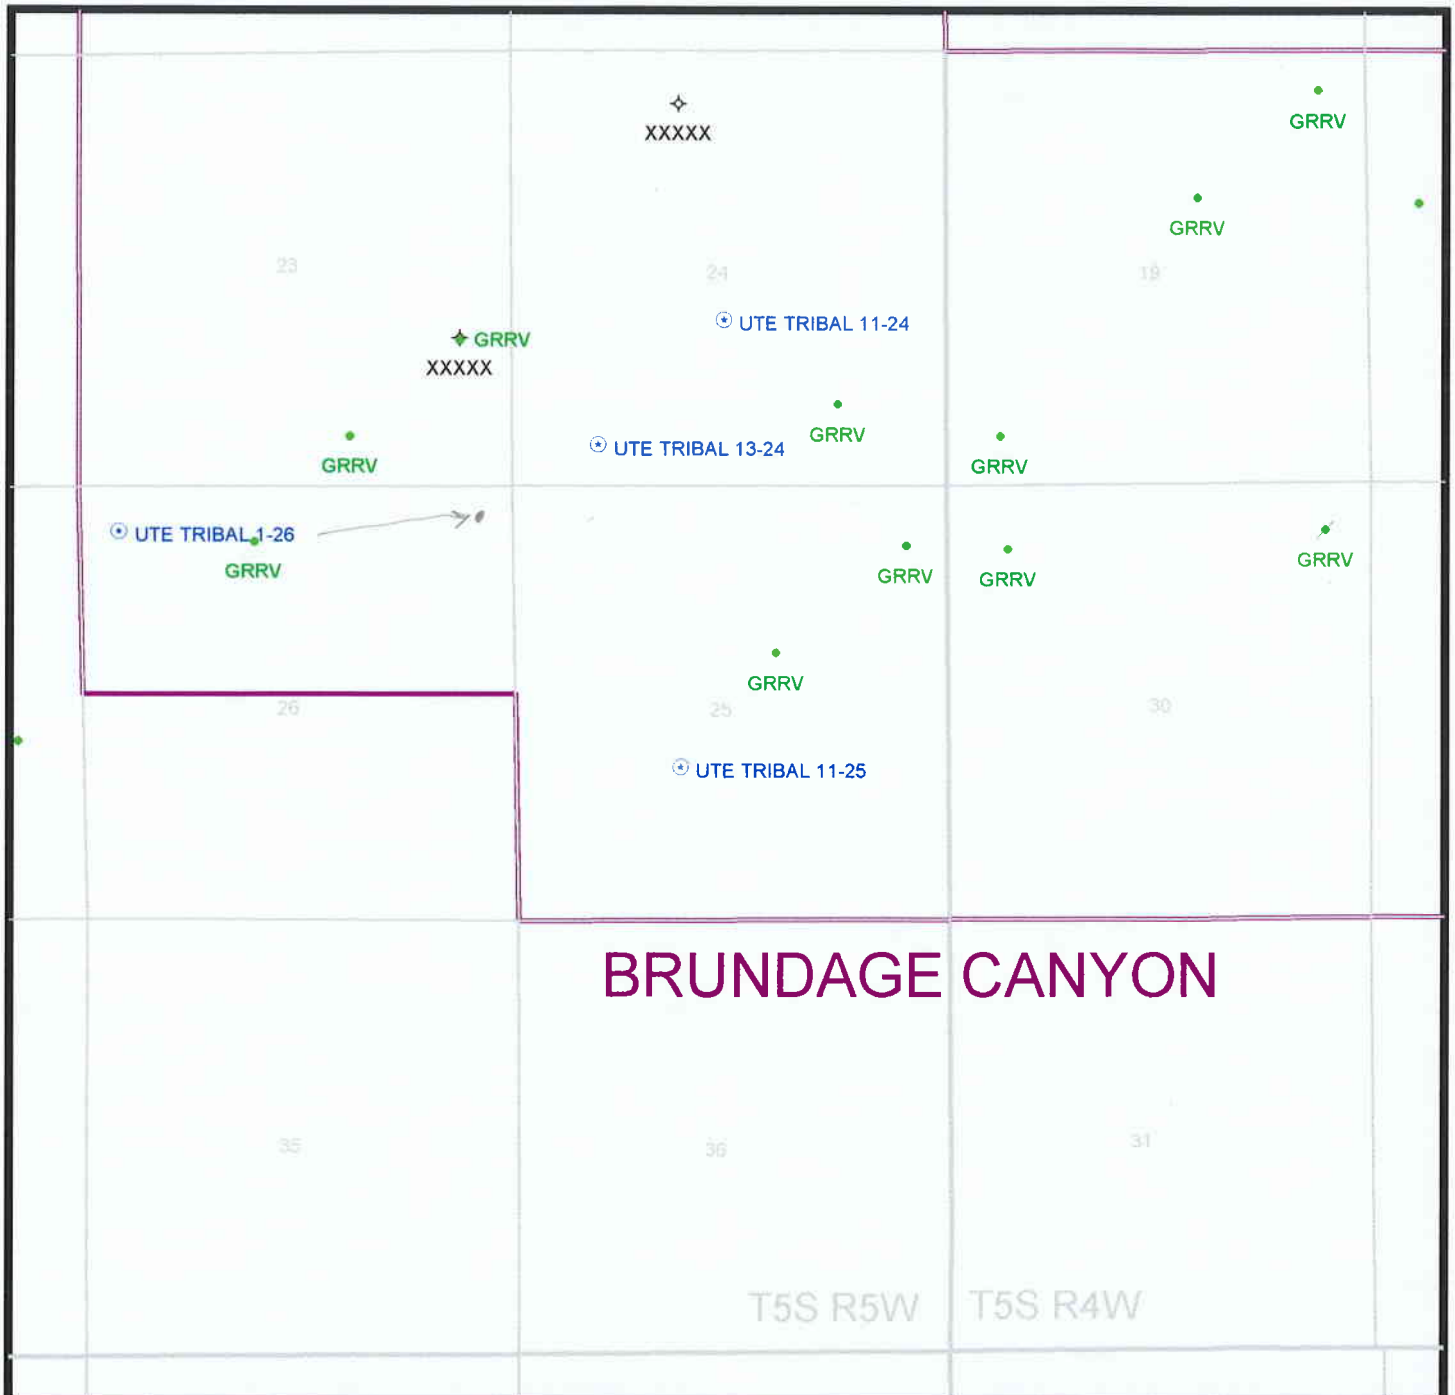 XXXXX
GRRV
GRRV
23
24
19
UTE TRIBAL 11-24
GRRV
XXXXX
GRRV
UTE TRIBAL 13-24
GRRV
GRRV
UTE TRIBAL 1-26
GRRV
GRRV
GRRV
GRRV
GRRV
26
25
30
UTE TRIBAL 11-25
BRUNDAGE CANYON
35
36
31
T5S R5W T5S R4W